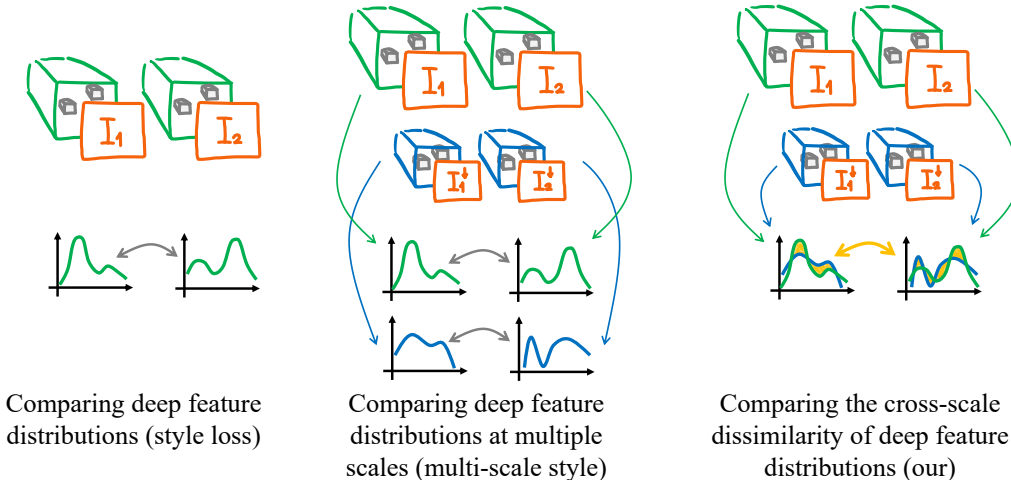 I₁
I₂
Comparing deep feature
distributions (style loss)
I₁
I₂
I₁↓
I₂↓
Comparing deep feature
distributions at multiple
scales (multi-scale style)
I₁
I₂
I₁↓
I₂↓
Comparing the cross-scale
dissimilarity of deep feature
distributions (our)